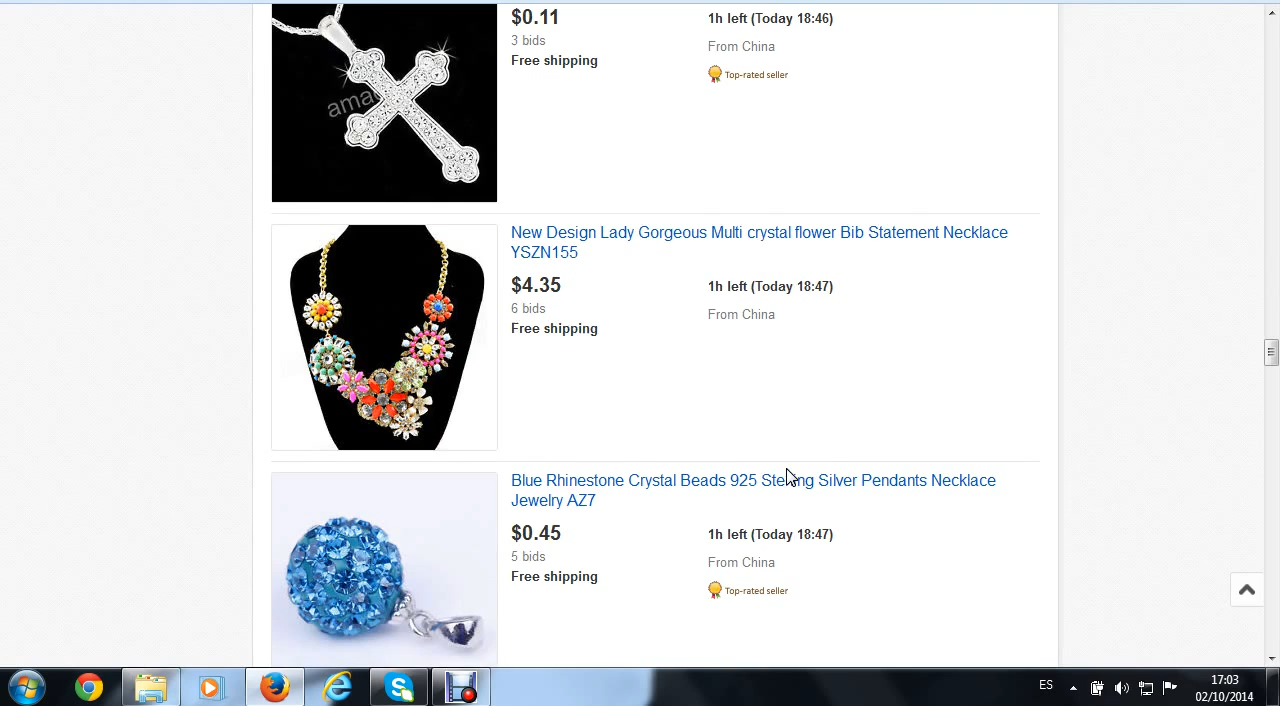 $0.11
1h left (Today 18:46)
3 bids
From China
Free shipping
Top-rated seller
New Design Lady Gorgeous Multi crystal flower Bib Statement Necklace
YSZN155
$4.35
1h left (Today 18:47)
6 bids
From China
Free shipping
Blue Rhinestone Crystal Beads 925 Sterling Silver Pendants Necklace
Jewelry AZ7
$0.45
1h left (Today 18:47)
5 bids
From China
Free shipping
Top-rated seller
ES
17:03
02/10/2014